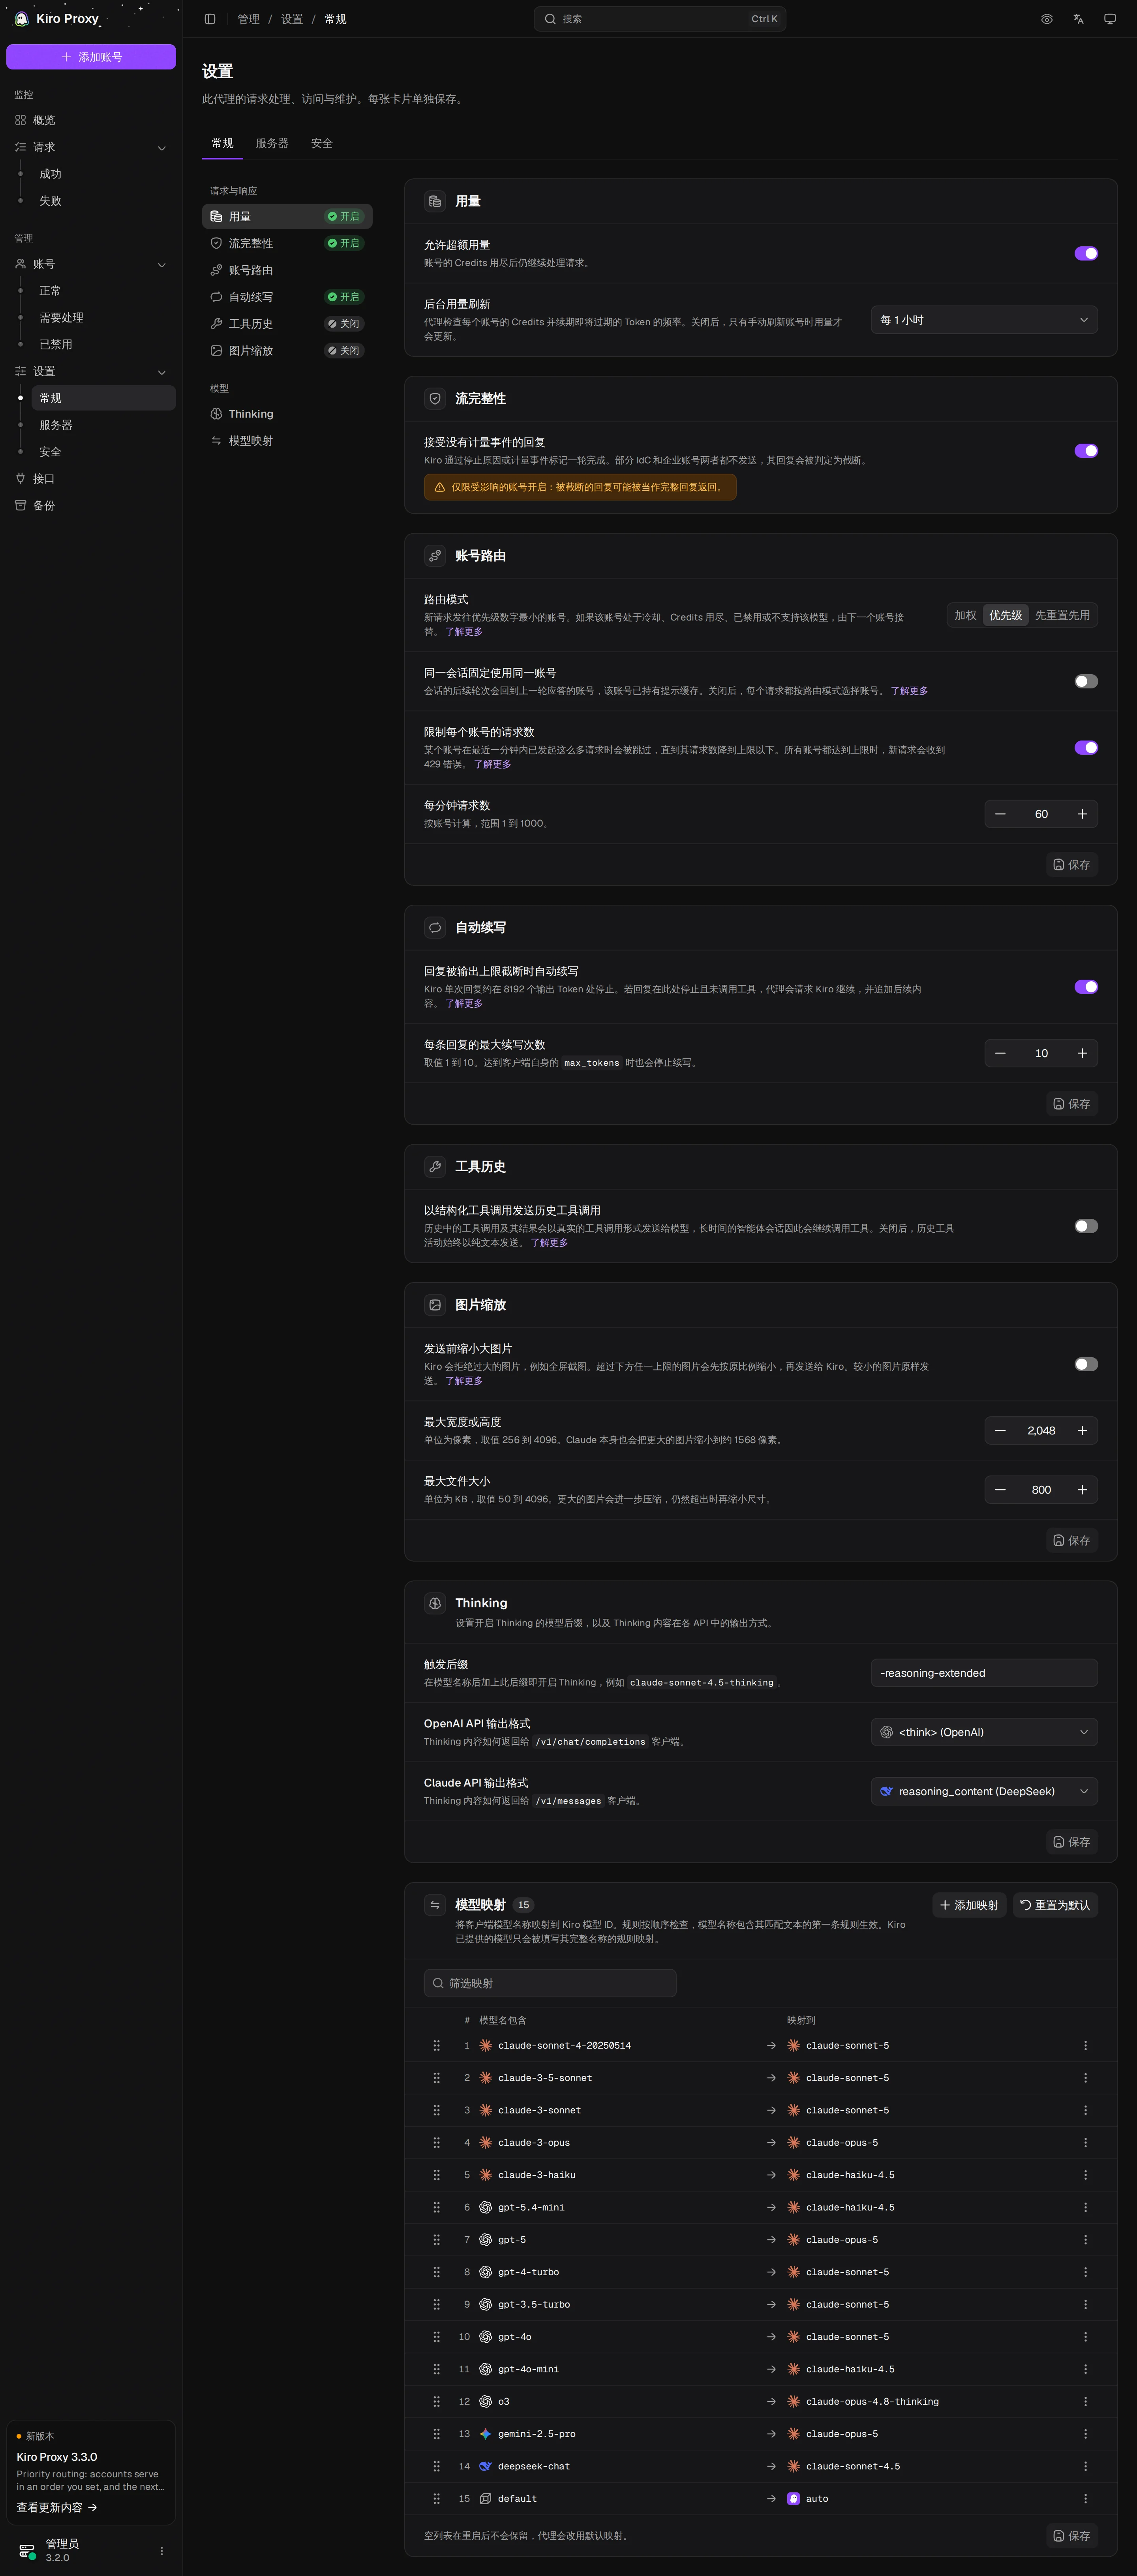 Kiro Proxy
添加账号
监控
概览
请求
成功
失败
管理
账号
正常
需要处理
已禁用
设置
常规
服务器
安全
接口
备份
新版本
Kiro Proxy 3.3.0
Priority routing: accounts serve
in an order you set, and the next...
查看更新内容
管理员
3.2.0
管理 / 设置 / 常规
搜索 Ctrl K
设置
此代理的请求处理、访问与维护。每张卡片单独保存。
常规 服务器 安全
请求与响应
用量 开启
流完整性 开启
账号路由
自动续写 开启
工具历史 关闭
图片缩放 关闭
模型
Thinking
模型映射
用量
允许超额用量
账号的 Credits 用尽后仍继续处理请求。
后台用量刷新
代理检查每个账号的 Credits 并续期即将过期的 Token 的频率。关闭后，只有手动刷新账号时用量才
会更新。
每 1 小时
流完整性
接受没有计量事件的回复
Kiro 通过停止原因或计量事件标记一轮完成。部分 IdC 和企业账号两者都不发送，其回复会被判定为截断。
仅限受影响的账号开启：被截断的回复可能被当作完整回复返回。
账号路由
路由模式
新请求发往优先级数字最小的账号。如果该账号处于冷却、Credits 用尽、已禁用或不支持该模型，由下一个账号接
替。 了解更多
加权 优先级 先重置先用
同一会话固定使用同一账号
会话的后续轮次会回到上一轮应答的账号，该账号已持有提示缓存。关闭后，每个请求都按路由模式选择账号。 了解更多
限制每个账号的请求数
某个账号在最近一分钟内已发起这么多请求时会被跳过，直到其请求数降到上限以下。所有账号都达到上限时，新请求会收到
429 错误。 了解更多
每分钟请求数
按账号计算，范围 1 到 1000。
60
保存
自动续写
回复被输出上限截断时自动续写
Kiro 单次回复约在 8192 个输出 Token 处停止。若回复在此处停止且未调用工具，代理会请求 Kiro 继续，并追加后续内
容。 了解更多
每条回复的最大续写次数
取值 1 到 10。达到客户端自身的 max_tokens 时也会停止续写。
10
保存
工具历史
以结构化工具调用发送历史工具调用
历史中的工具调用及其结果会以真实的工具调用形式发送给模型，长时间的智能体会话因此会继续调用工具。关闭后，历史工具
活动始终以纯文本发送。 了解更多
图片缩放
发送前缩小大图片
Kiro 会拒绝过大的图片，例如全屏截图。超过下方任一上限的图片会先按原比例缩小，再发送给 Kiro。较小的图片原样发
送。 了解更多
最大宽度或高度
单位为像素，取值 256 到 4096。Claude 本身也会把更大的图片缩小到约 1568 像素。
2,048
最大文件大小
单位为 KB，取值 50 到 4096。更大的图片会进一步压缩，仍然超出时再缩小尺寸。
800
保存
Thinking
设置开启 Thinking 的模型后缀，以及 Thinking 内容在各 API 中的输出方式。
触发后缀
在模型名称后加上此后缀即开启 Thinking，例如 claude-sonnet-4.5-thinking 。
-reasoning-extended
OpenAI API 输出格式
Thinking 内容如何返回给 /v1/chat/completions 客户端。
<think> (OpenAI)
Claude API 输出格式
Thinking 内容如何返回给 /v1/messages 客户端。
reasoning_content (DeepSeek)
保存
模型映射 15
添加映射 重置为默认
将客户端模型名称映射到 Kiro 模型 ID。规则按顺序检查，模型名称包含其匹配文本的第一条规则生效。Kiro
已提供的模型只会被填写其完整名称的规则映射。
筛选映射
# 模型名包含 映射到
1 claude-sonnet-4-20250514 → claude-sonnet-5
2 claude-3-5-sonnet → claude-sonnet-5
3 claude-3-sonnet → claude-sonnet-5
4 claude-3-opus → claude-opus-5
5 claude-3-haiku → claude-haiku-4.5
6 gpt-5.4-mini → claude-haiku-4.5
7 gpt-5 → claude-opus-5
8 gpt-4-turbo → claude-sonnet-5
9 gpt-3.5-turbo → claude-sonnet-5
10 gpt-4o → claude-sonnet-5
11 gpt-4o-mini → claude-haiku-4.5
12 o3 → claude-opus-4.8-thinking
13 gemini-2.5-pro → claude-opus-5
14 deepseek-chat → claude-sonnet-4.5
15 default → auto
空列表在重启后不会保留，代理会改用默认映射。
保存